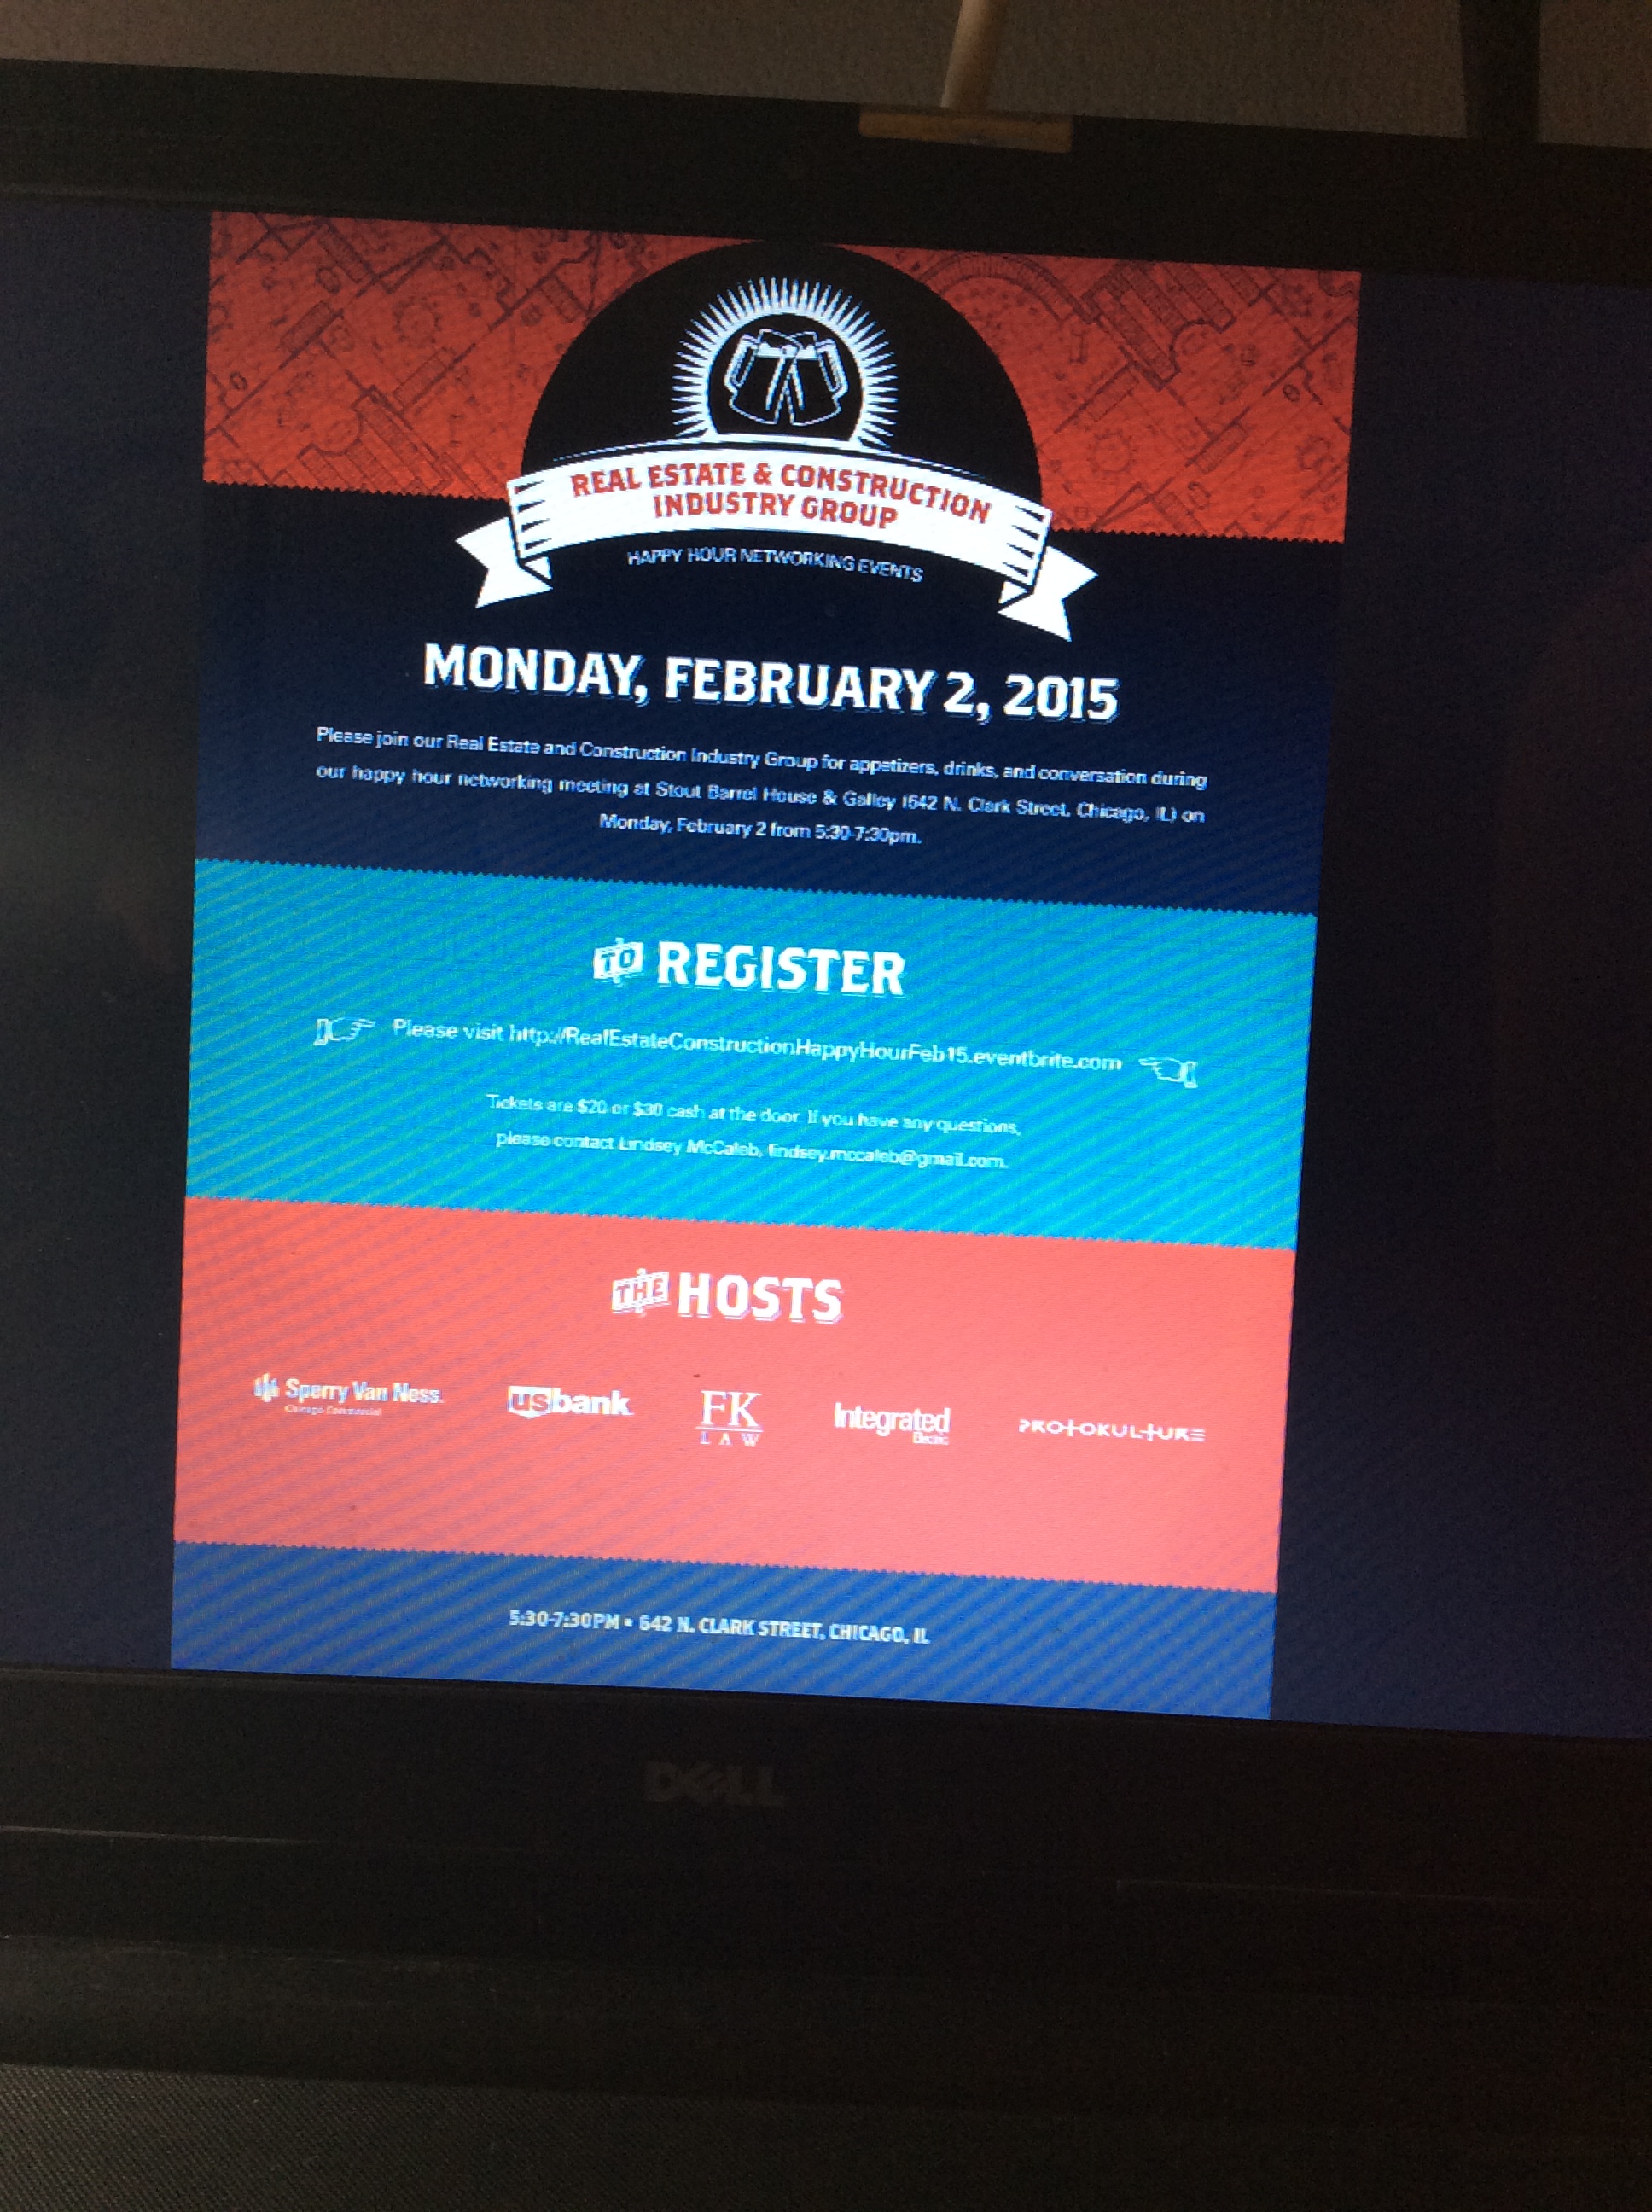 REAL ESTATE & CONSTRUCTION
INDUSTRY GROUP
HAPPY HOUR NETWORKING EVENTS
MONDAY, FEBRUARY 2, 2015
Please join our Real Estate and Construction Industry Group for appetizers, drinks, and conversation during
our happy hour networking meeting at Stout Barrel House & Galley (642 N. Clark Street, Chicago, IL) on
Monday, February 2 from 5:30-7:30pm.
TO REGISTER
Please visit http://RealEstateConstructionHappyHourFeb15.eventbrite.com
Tickets are $20 or $30 cash at the door. If you have any questions,
please contact Lindsey McCaleb, lindsey.mccaleb@gmail.com.
THE HOSTS
Sperry Van Ness.
Chicago Commercial
usbank
FK
LAW
Integrated
Electric
PROTOKULTURE
5:30-7:30PM • 642 N. CLARK STREET, CHICAGO, IL
DELL